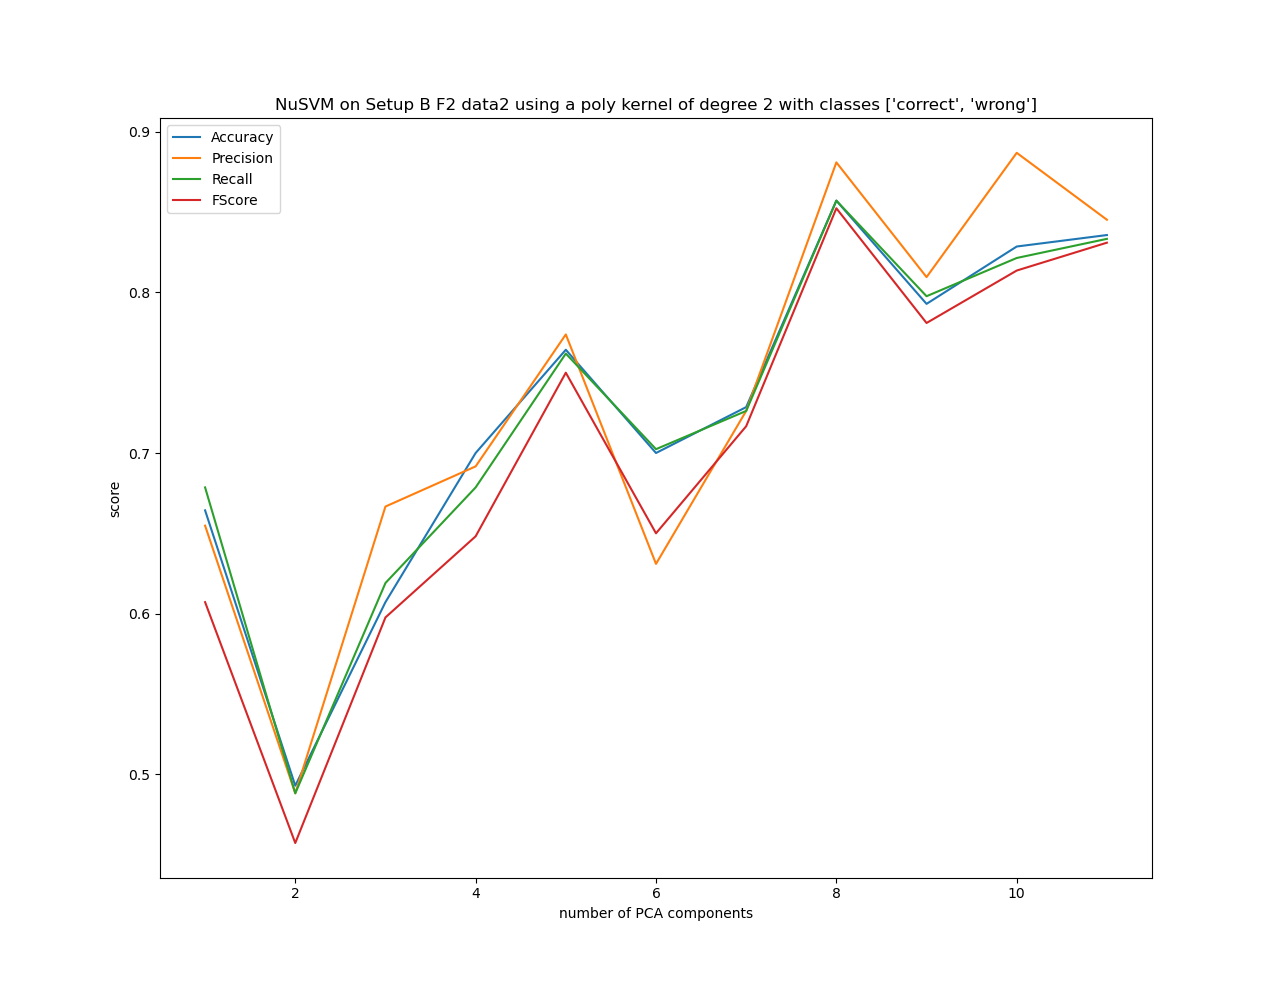 NuSVM on Setup B F2 data2 using a poly kernel of degree 2 with classes ['correct', 'wrong']
Accuracy
Precision
Recall
FScore
0.9
0.8
0.7
0.6
0.5
score
2 4 6 8 10
number of PCA components